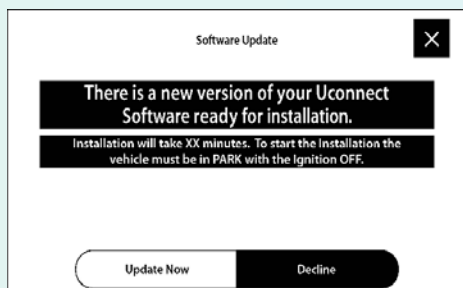 Software Update
There is a new version of your Uconnect
Software ready for installation.
Installation will take XX minutes. To start the Installation the
vehicle must be in PARK with the Ignition OFF.
Update Now
Decline